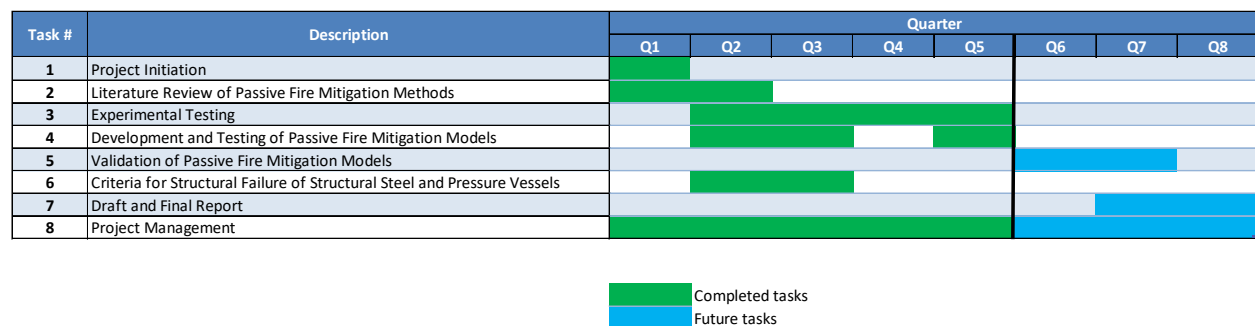 Task # Description Quarter
Q1 Q2 Q3 Q4 Q5 Q6 Q7 Q8
1 Project Initiation
2 Literature Review of Passive Fire Mitigation Methods
3 Experimental Testing
4 Development and Testing of Passive Fire Mitigation Models
5 Validation of Passive Fire Mitigation Models
6 Criteria for Structural Failure of Structural Steel and Pressure Vessels
7 Draft and Final Report
8 Project Management
Completed tasks
Future tasks